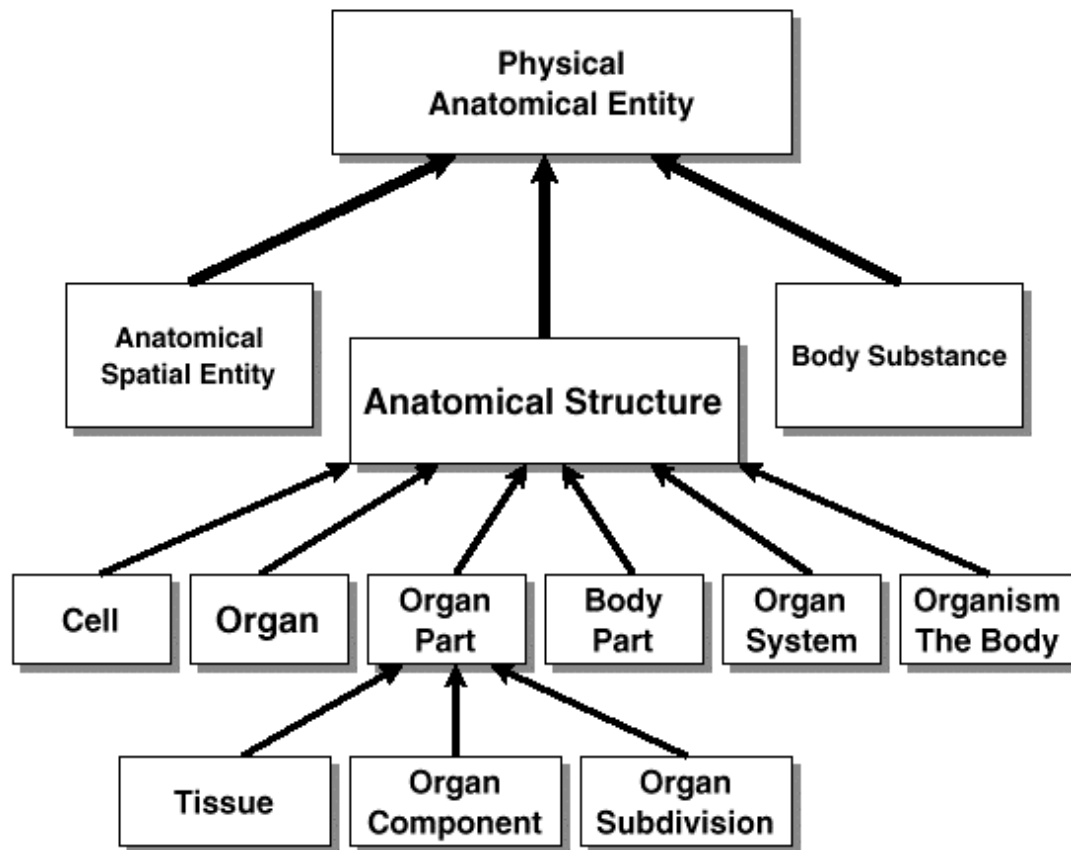 Physical
Anatomical Entity
Anatomical
Spatial Entity
Anatomical Structure
Body Substance
Cell
Organ
Organ
Part
Body
Part
Organ
System
Organism
The Body
Tissue
Organ
Component
Organ
Subdivision